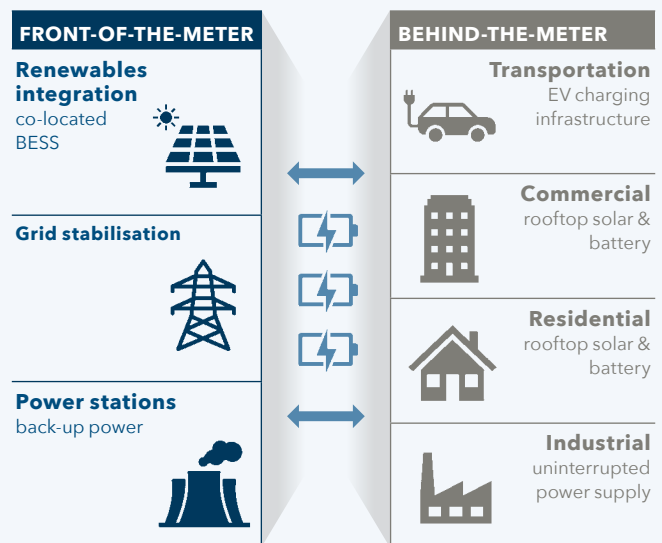 FRONT-OF-THE-METER
Renewables
integration
co-located
BESS
Grid stabilisation
Power stations
back-up power
BEHIND-THE-METER
Transportation
EV charging
infrastructure
Commercial
rooftop solar &
battery
Residential
rooftop solar &
battery
Industrial
uninterrupted
power supply